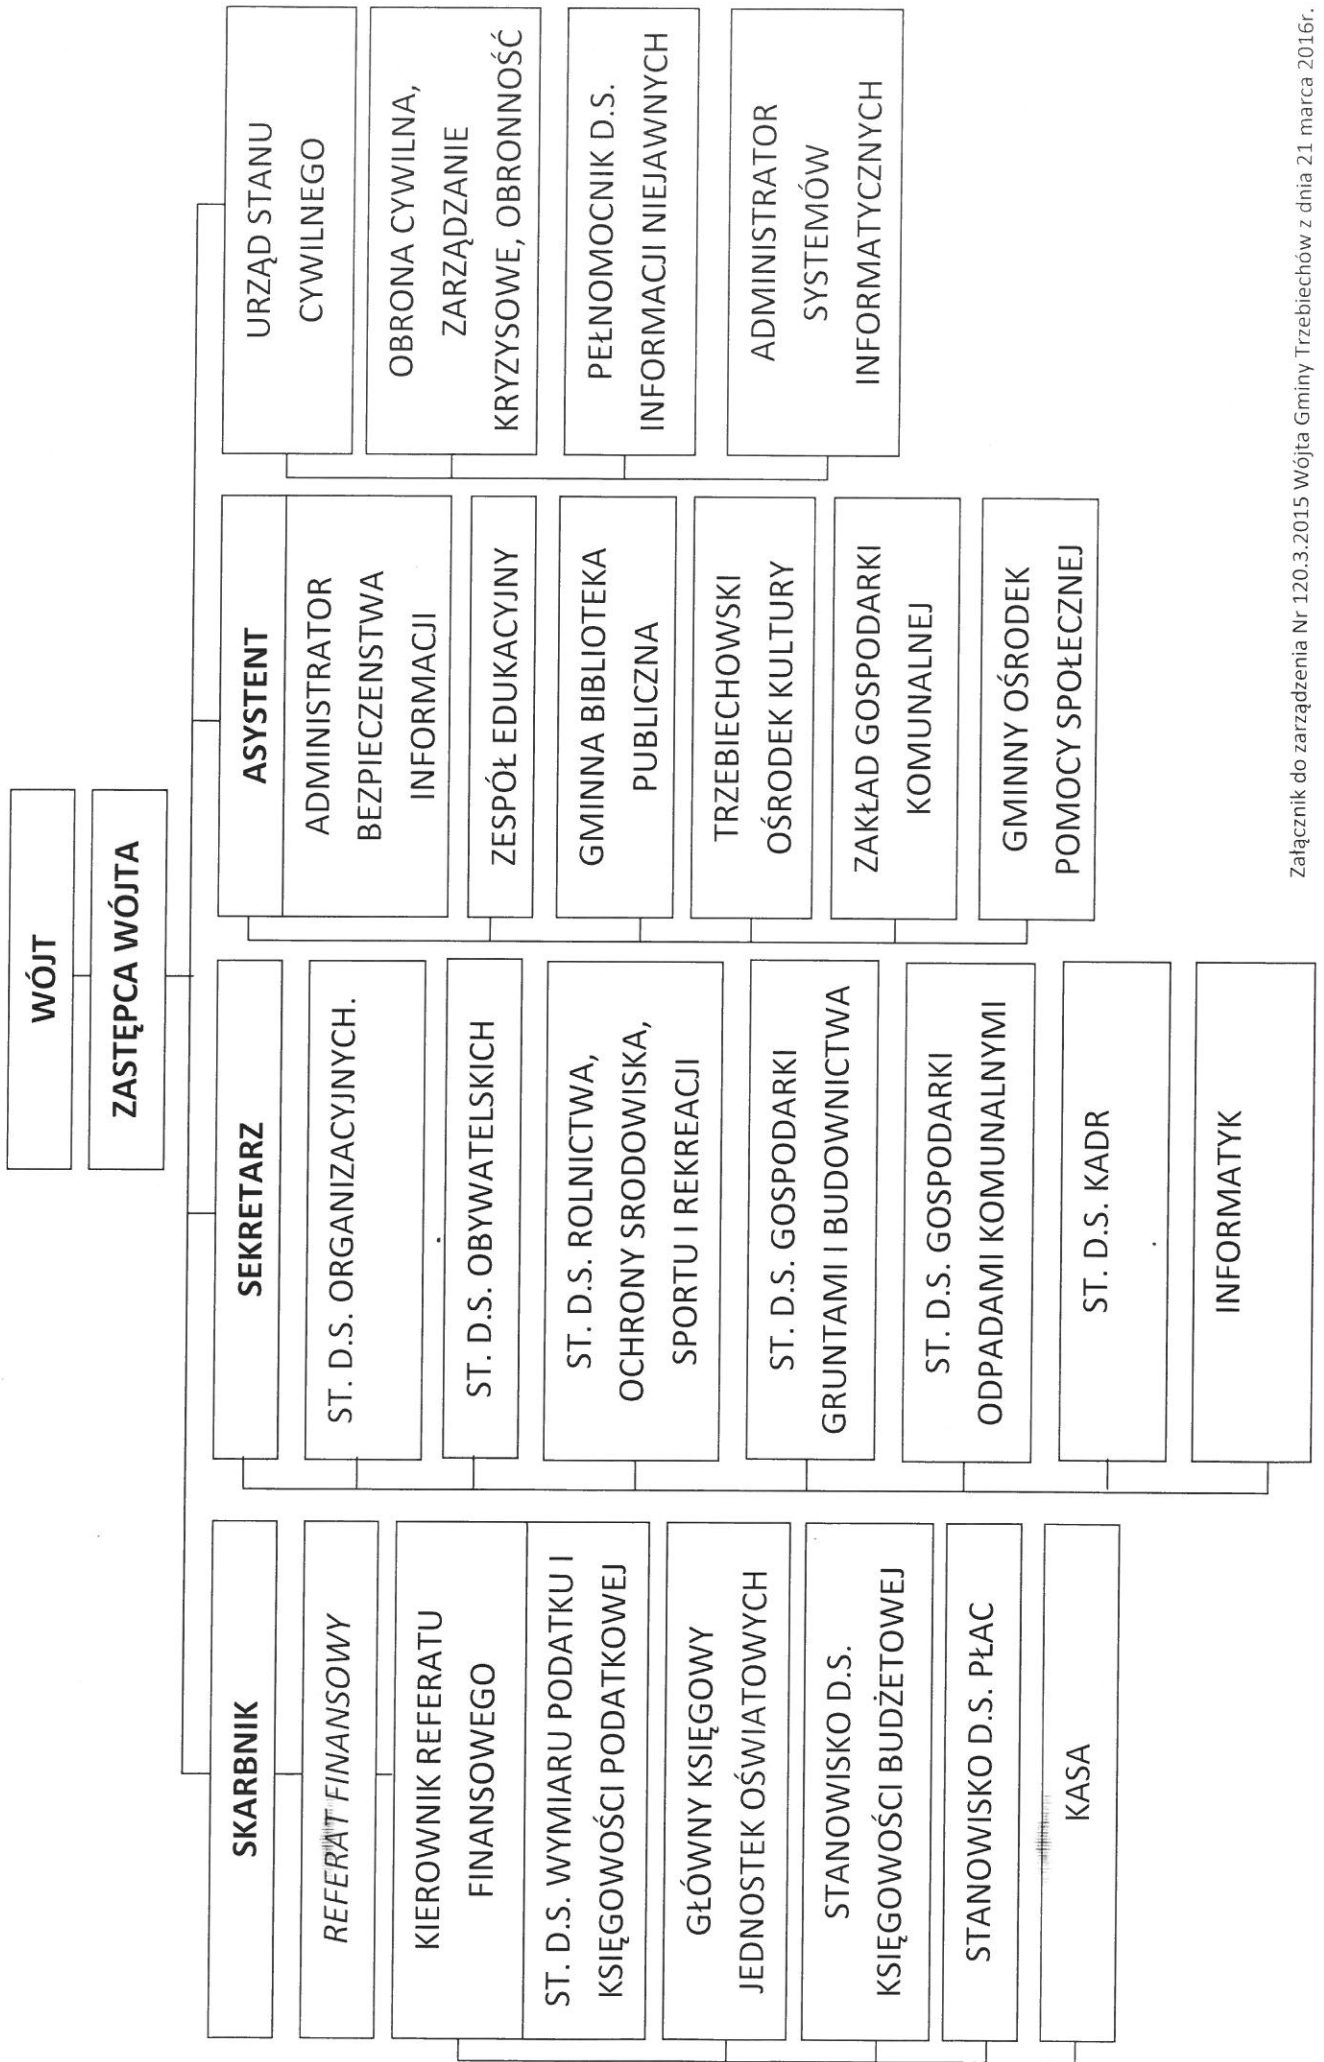 WÓJT
ZASTĘPCA WÓJTA
SKARBNIK
REFERAT FINANSOWY
KIEROWNIK REFERATU
FINANSOWEGO
ST. D.S. WYMIARU PODATKU I
KSIĘGOWOŚCI PODATKOWEJ
GŁÓWNY KSIĘGOWY
JEDNOSTEK OŚWIATOWYCH
STANOWISKO D.S.
KSIĘGOWOŚCI BUDŻETOWEJ
STANOWISKO D.S. PŁAC
KASA
SEKRETARZ
ST. D.S. ORGANIZACYJNYCH.
ST. D.S. OBYWATELSKICH
ST. D.S. ROLNICTWA,
OCHRONY SRODOWISKA,
SPORTU I REKREACJI
ST. D.S. GOSPODARKI
GRUNTAMI I BUDOWNICTWA
ST. D.S. GOSPODARKI
ODPADAMI KOMUNALNYMI
ST. D.S. KADR
INFORMATYK
ASYSTENT
ADMINISTRATOR
BEZPIECZENSTWA
INFORMACJI
ZESPÓŁ EDUKACYJNY
GMINNA BIBLIOTEKA
PUBLICZNA
TRZEBIECHOWSKI
OŚRODEK KULTURY
ZAKŁAD GOSPODARKI
KOMUNALNEJ
GMINNY OŚRODEK
POMOCY SPOŁECZNEJ
URZĄD STANU
CYWILNEGO
OBRONA CYWILNA,
ZARZĄDZANIE
KRYZYSOWE, OBRONNOŚĆ
PEŁNOMOCNIK D.S.
INFORMACJI NIEJAWNYCH
ADMINISTRATOR
SYSTEMÓW
INFORMATYCZNYCH
Załącznik do zarządzenia Nr 120.3.2015 Wójta Gminy Trzebiechów z dnia 21 marca 2016r.